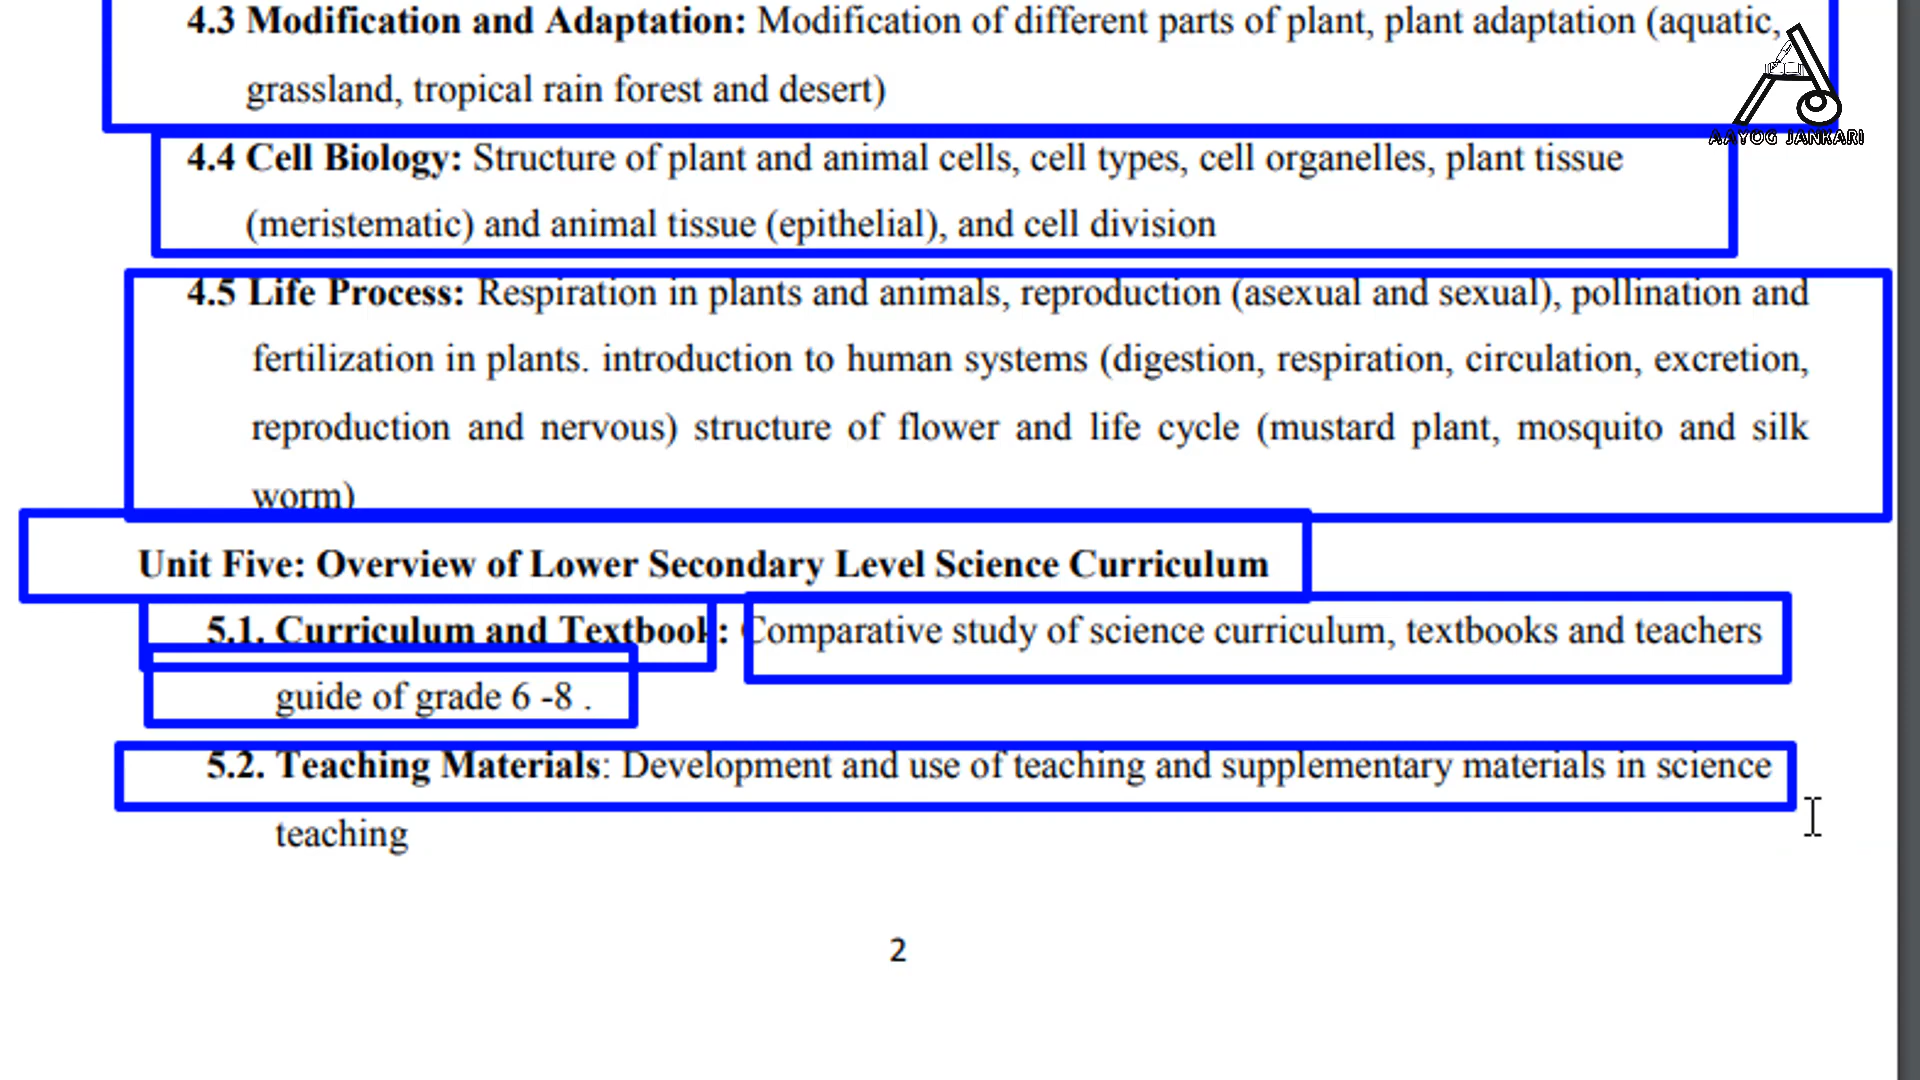 4.3 Modification and Adaptation: Modification of different parts of plant, plant adaptation (aquatic,
grassland, tropical rain forest and desert)
AAYOG JANKARI
4.4 Cell Biology: Structure of plant and animal cells, cell types, cell organelles, plant tissue
(meristematic) and animal tissue (epithelial), and cell division
4.5 Life Process: Respiration in plants and animals, reproduction (asexual and sexual), pollination and
fertilization in plants. introduction to human systems (digestion, respiration, circulation, excretion,
reproduction and nervous) structure of flower and life cycle (mustard plant, mosquito and silk
worm)
Unit Five: Overview of Lower Secondary Level Science Curriculum
5.1. Curriculum and Textbook: Comparative study of science curriculum, textbooks and teachers
guide of grade 6 -8 .
5.2. Teaching Materials: Development and use of teaching and supplementary materials in science
teaching
2